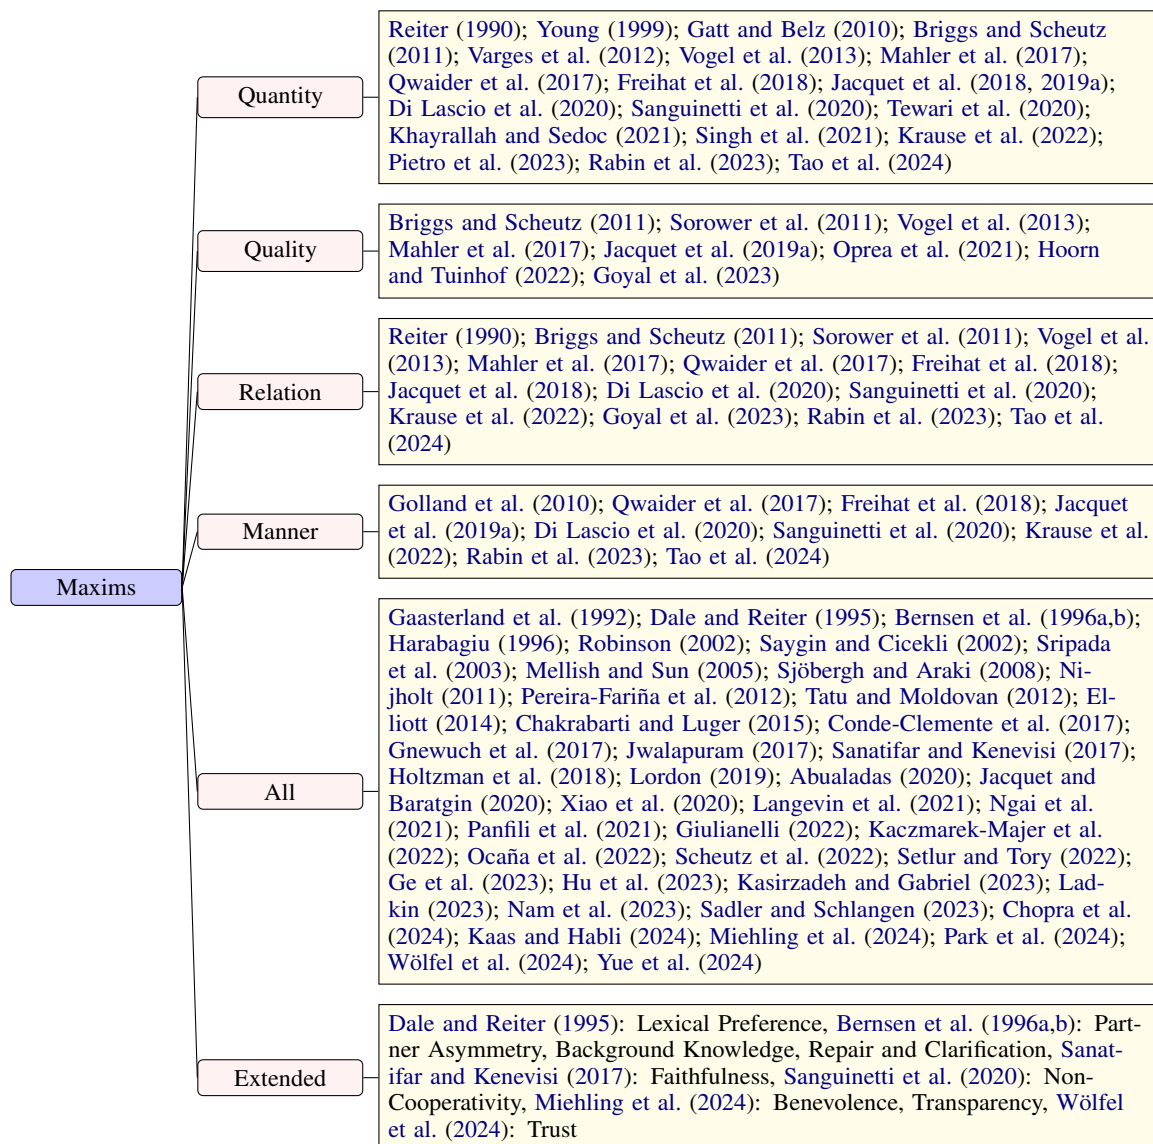 Maxims
Quantity
Reiter (1990); Young (1999); Gatt and Belz (2010); Briggs and Scheutz
(2011); Varges et al. (2012); Vogel et al. (2013); Mahler et al. (2017);
Qwaider et al. (2017); Freihat et al. (2018); Jacquet et al. (2018, 2019a);
Di Lascio et al. (2020); Sanguinetti et al. (2020); Tewari et al. (2020);
Khayrallah and Sedoc (2021); Singh et al. (2021); Krause et al. (2022);
Pietro et al. (2023); Rabin et al. (2023); Tao et al. (2024)
Quality
Briggs and Scheutz (2011); Sorower et al. (2011); Vogel et al. (2013);
Mahler et al. (2017); Jacquet et al. (2019a); Oprea et al. (2021); Hoorn
and Tuinhof (2022); Goyal et al. (2023)
Relation
Reiter (1990); Briggs and Scheutz (2011); Sorower et al. (2011); Vogel et al.
(2013); Mahler et al. (2017); Qwaider et al. (2017); Freihat et al. (2018);
Jacquet et al. (2018); Di Lascio et al. (2020); Sanguinetti et al. (2020);
Krause et al. (2022); Goyal et al. (2023); Rabin et al. (2023); Tao et al.
(2024)
Manner
Golland et al. (2010); Qwaider et al. (2017); Freihat et al. (2018); Jacquet
et al. (2019a); Di Lascio et al. (2020); Sanguinetti et al. (2020); Krause et al.
(2022); Rabin et al. (2023); Tao et al. (2024)
All
Gaasterland et al. (1992); Dale and Reiter (1995); Bernsen et al. (1996a,b);
Harabagiu (1996); Robinson (2002); Saygin and Cicekli (2002); Sripada
et al. (2003); Mellish and Sun (2005); Sjöbergh and Araki (2008); Ni-
jholt (2011); Pereira-Fariña et al. (2012); Tatu and Moldovan (2012); El-
liott (2014); Chakrabarti and Luger (2015); Conde-Clemente et al. (2017);
Gnewuch et al. (2017); Jwalapuram (2017); Sanatifar and Kenevisi (2017);
Holtzman et al. (2018); Lordon (2019); Abualadas (2020); Jacquet and
Baratgin (2020); Xiao et al. (2020); Langevin et al. (2021); Ngai et al.
(2021); Panfili et al. (2021); Giulianelli (2022); Kaczmarek-Majer et al.
(2022); Ocaña et al. (2022); Scheutz et al. (2022); Setlur and Tory (2022);
Ge et al. (2023); Hu et al. (2023); Kasirzadeh and Gabriel (2023); Lad-
kin (2023); Nam et al. (2023); Sadler and Schlangen (2023); Chopra et al.
(2024); Kaas and Habli (2024); Miehling et al. (2024); Park et al. (2024);
Wölfel et al. (2024); Yue et al. (2024)
Extended
Dale and Reiter (1995): Lexical Preference, Bernsen et al. (1996a,b): Part-
ner Asymmetry, Background Knowledge, Repair and Clarification, Sanat-
ifar and Kenevisi (2017): Faithfulness, Sanguinetti et al. (2020): Non-
Cooperativity, Miehling et al. (2024): Benevolence, Transparency, Wölfel
et al. (2024): Trust